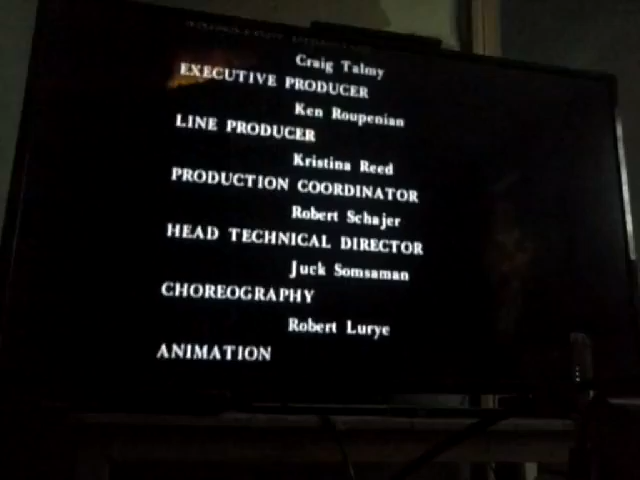 Craig Talmy
EXECUTIVE PRODUCER
Ken Roupenian
LINE PRODUCER
Kristina Reed
PRODUCTION COORDINATOR
Robert Schajer
HEAD TECHNICAL DIRECTOR
Juck Somsaman
CHOREOGRAPHY
Robert Lurye
ANIMATION